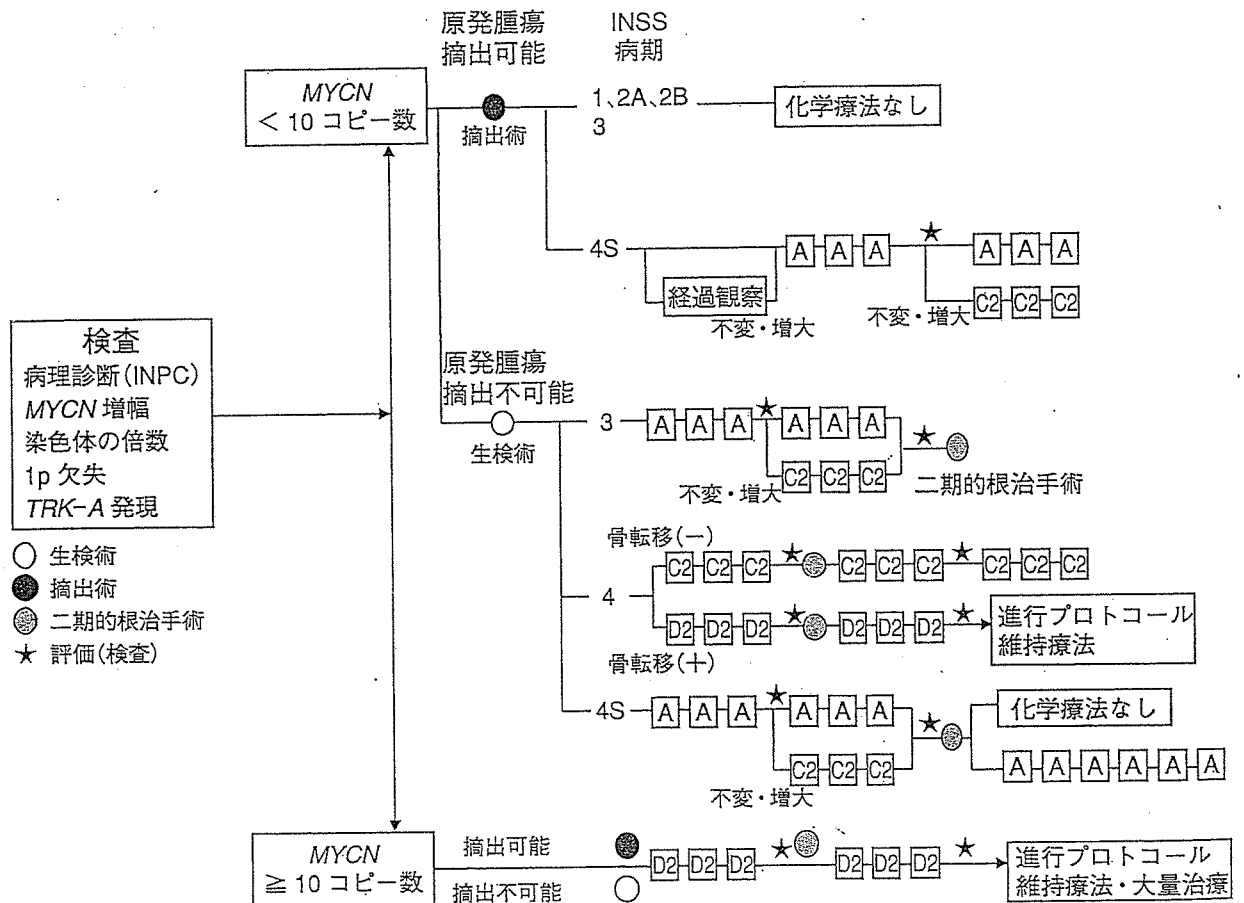 原発腫瘍
摘出可能
INSS
病期
MYCN
< 10 コピー数
摘出術
1、2A、2B
3
化学療法なし
4S
経過観察
不変・増大
A A A
★
A A A
不変・増大
C2 C2 C2
検査
病理診断(INPC)
MYCN 増幅
染色体の倍数
1p 欠失
TRK-A 発現
○ 生検術
● 摘出術
二期的根治手術
★ 評価(検査)
原発腫瘍
摘出不可能
生検術
3
A A A
★
A A A
不変・増大
C2 C2 C2
★
二期的根治手術
4
骨転移(−)
C2 C2 C2
★
C2 C2 C2
★
C2 C2 C2
D2 D2 D2
★
D2 D2 D2
★
進行プロトコール
維持療法
骨転移(+)
4S
A A A
★
A A A
不変・増大
C2 C2 C2
★
化学療法なし
A A A A A A
MYCN
≧ 10 コピー数
摘出可能
摘出不可能
D2 D2 D2
★
D2 D2 D2
★
進行プロトコール
維持療法・大量治療